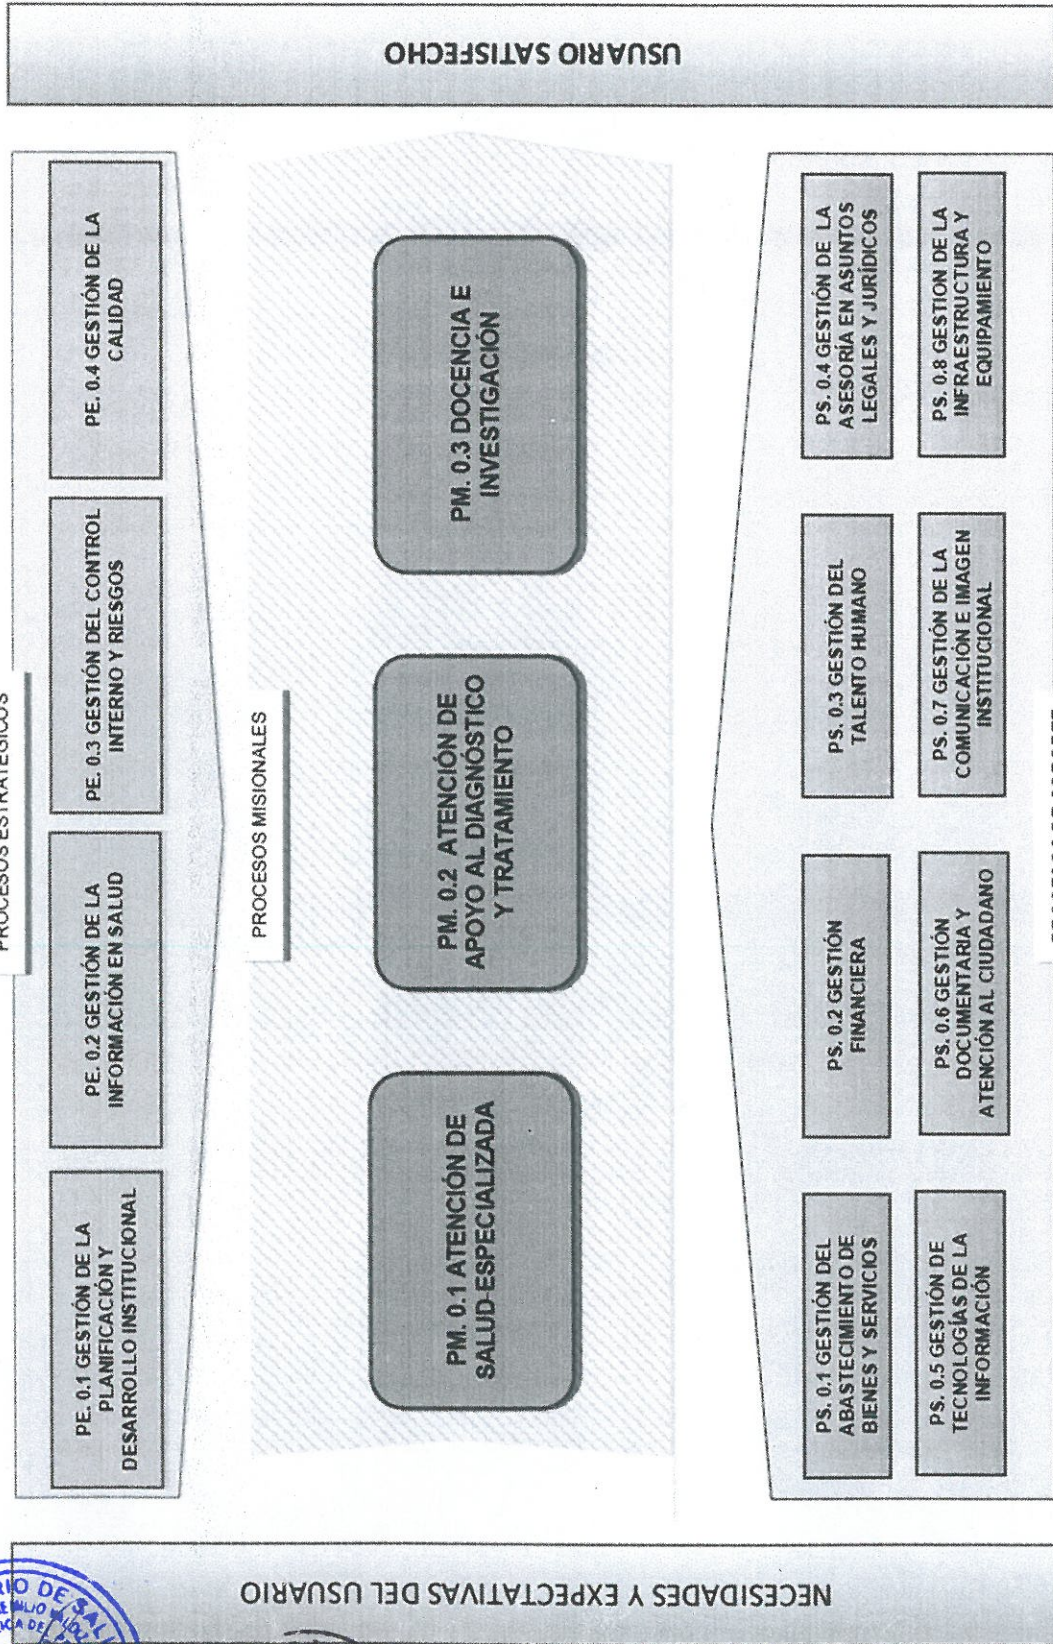 PROCESOS ESTRATÉGICOS
PE. 0.1 GESTIÓN DE LA
PLANIFICACIÓN Y
DESARROLLO INSTITUCIONAL
PE. 0.2 GESTIÓN DE LA
INFORMACIÓN EN SALUD
PE. 0.3 GESTIÓN DEL CONTROL
INTERNO Y RIESGOS
PE. 0.4 GESTIÓN DE LA
CALIDAD
NECESIDADES Y EXPECTATIVAS DEL USUARIO
PROCESOS MISIONALES
PM. 0.1 ATENCIÓN DE
SALUD ESPECIALIZADA
PM. 0.2 ATENCIÓN DE
APOYO AL DIAGNÓSTICO
Y TRATAMIENTO
PM. 0.3 DOCENCIA E
INVESTIGACIÓN
USUARIO SATISFECHO
PS. 0.1 GESTIÓN DEL
ABASTECIMIENTO DE
BIENES Y SERVICIOS
PS. 0.2 GESTIÓN
FINANCIERA
PS. 0.3 GESTIÓN DEL
TALENTO HUMANO
PS. 0.4 GESTIÓN DE LA
ASESORÍA EN ASUNTOS
LEGALES Y JURÍDICOS
PS. 0.5 GESTIÓN DE
TECNOLOGÍAS DE LA
INFORMACIÓN
PS. 0.6 GESTIÓN
DOCUMENTARIA Y
ATENCIÓN AL CIUDADANO
PS. 0.7 GESTIÓN DE LA
COMUNICACIÓN E IMAGEN
INSTITUCIONAL
PS. 0.8 GESTION DE LA
INFRAESTRUCTURA Y
EQUIPAMIENTO
DE SAL